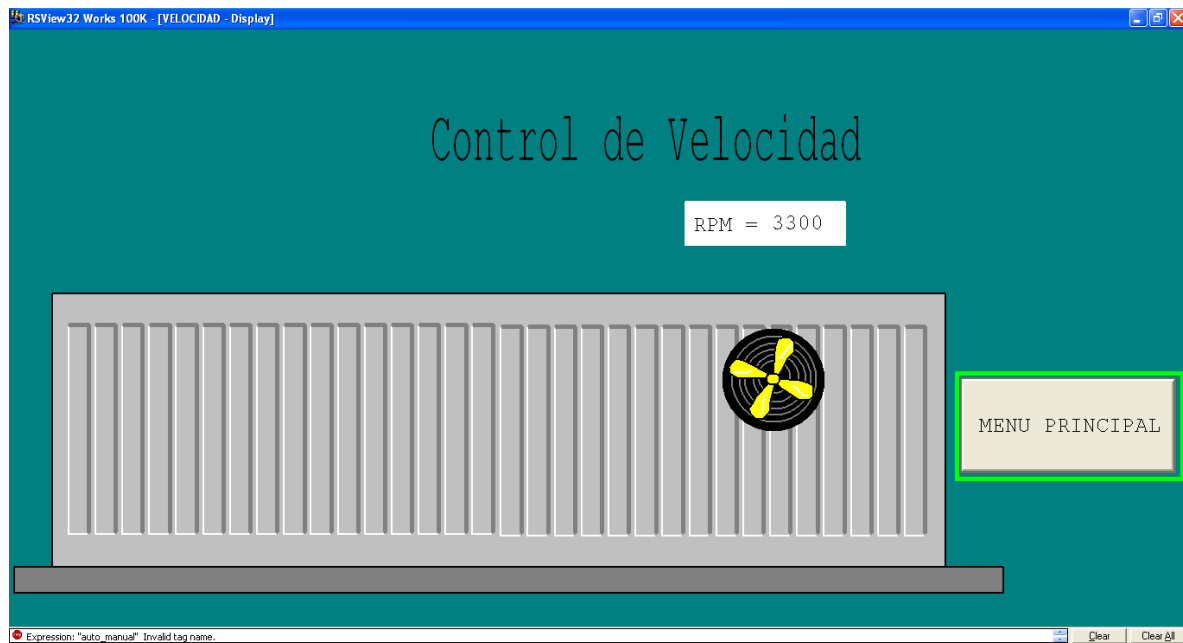 RSView32 Works 100K - [VELOCIDAD - Display]
Control de Velocidad
RPM = 3300
MENU PRINCIPAL
Expression: "auto_manual" Invalid tag name.
Clear
Clear All